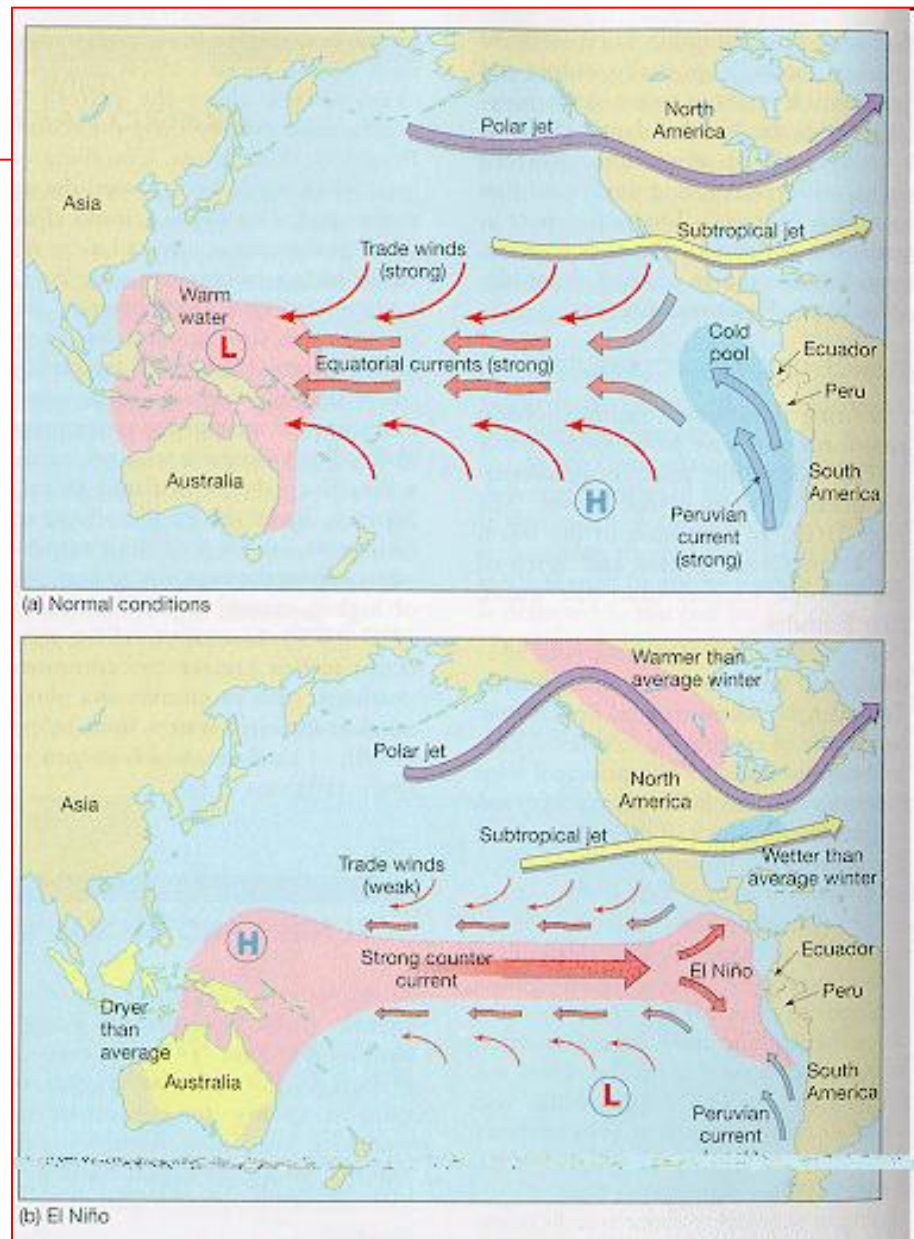 Polar jet
North
America
Asia
Subtropical jet
Trade winds
(strong)
Warm
water
L
Cold
pool
Ecuador
Equatorial currents (strong)
Peru
Australia
South
America
H
Peruvian
current
(strong)
(a) Normal conditions
Warmer than
average winter
Polar jet
North
America
Asia
Subtropical jet
Trade winds
(weak)
Wetter than
average winter
H
Strong counter
current
El Niño
Ecuador
Peru
Dryer
than
average
Australia
L
South
America
Peruvian
current
(b) El Niño